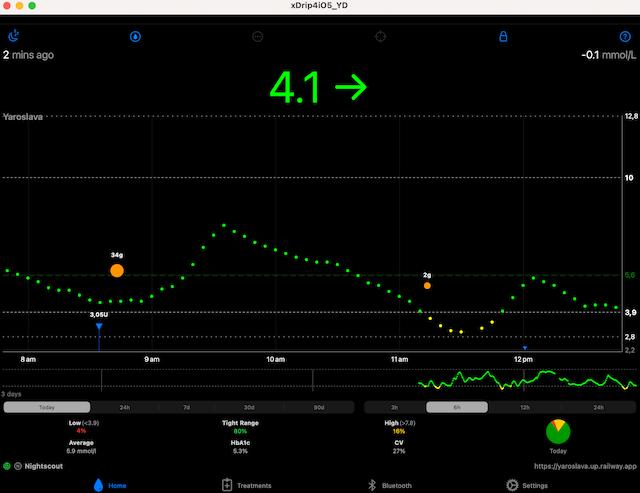 xDrip4iO5_YD
2 mins ago
-0.1 mmol/L
4.1 →
Yaroslava
12,8
10
34g
2g
5,6
3,05U
3,9
2,8
2,2
8 am 9 am 10 am 11 am 12 pm
3 days
Today 24h 7d 30d 90d 3h 6h 12h 24h
Low (<3.9) Tight Range High (>7.8)
4% 80% 16%
Average HbA1c CV
6.9 mmol/l 5.3% 27%
Today
Nightscout https://yaroslava.up.railway.app
Home Treatments Bluetooth Settings